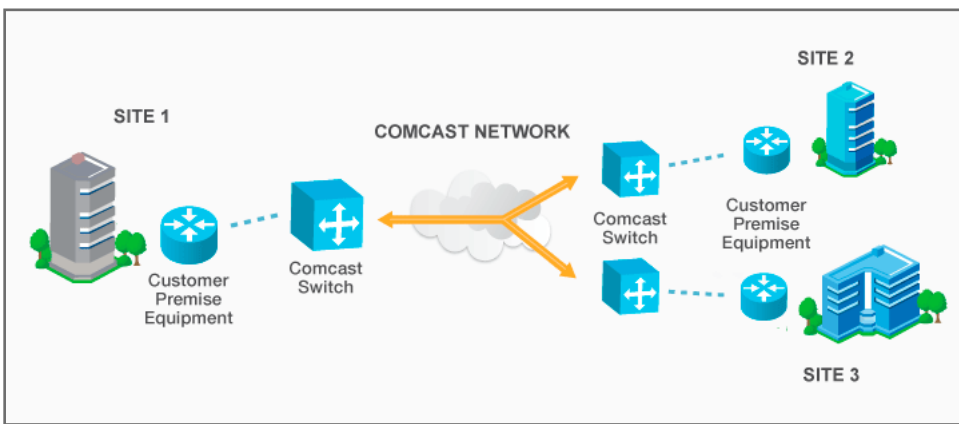 SITE 2
SITE 1
COMCAST NETWORK
Customer
Premise
Equipment
Comcast
Switch
Comcast
Switch
Customer
Premise
Equipment
SITE 3